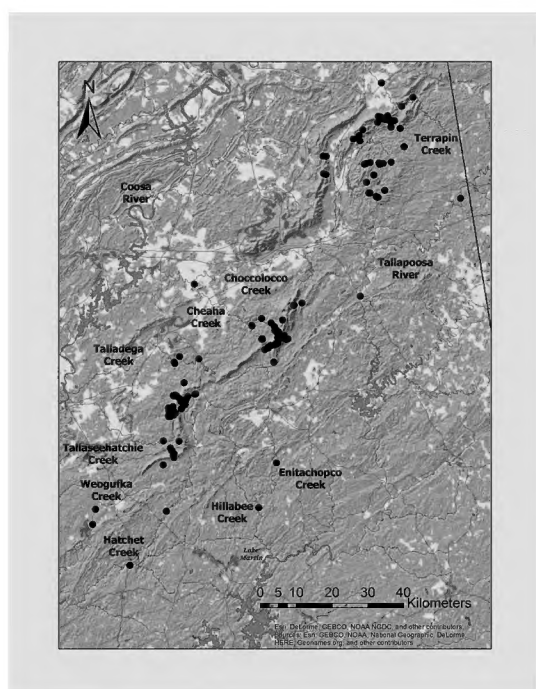 N
Terrapin
Creek
Coosa
River
Tallapoosa
River
Choccolocco
Creek
Cheaha
Creek
Talladega
Creek
Tallaseehatchie
Creek
Enitachopco
Creek
Weogufka
Creek
Hillabee
Creek
Hatchet
Creek
Lake
Martin
0 5 10 20 30 40
Kilometers
Esri, DeLorme, GEBCO, NOAA NGDC, and other contributors
Sources: Esri, GEBCO, NOAA, National Geographic, DeLorme,
HERE, Geonames.org, and other contributors